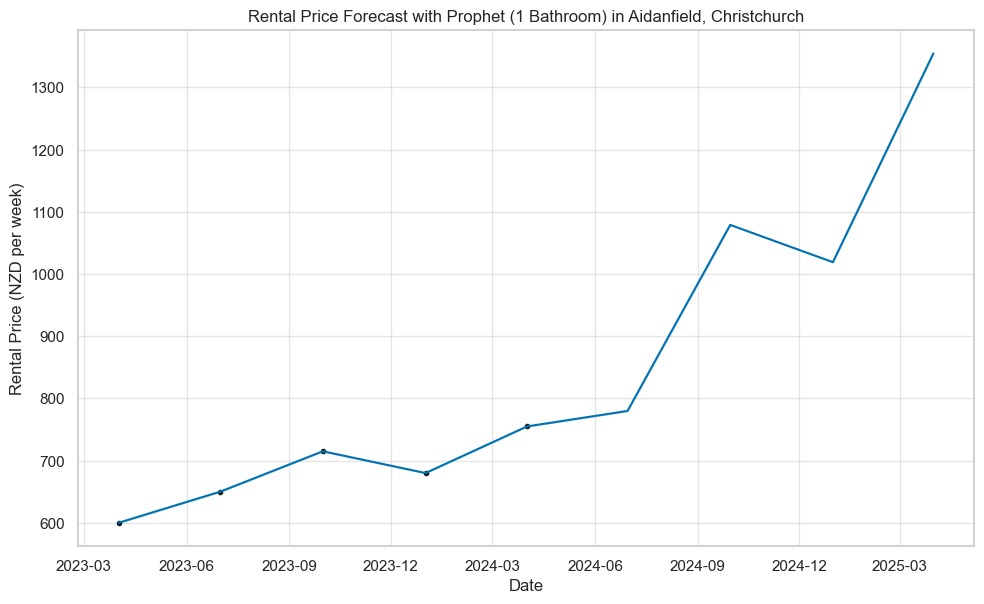 Rental Price Forecast with Prophet (1 Bathroom) in Aidanfield, Christchurch
Rental Price (NZD per week)
1300
1200
1100
1000
900
800
700
600
2023-03 2023-06 2023-09 2023-12 2024-03 2024-06 2024-09 2024-12 2025-03
Date